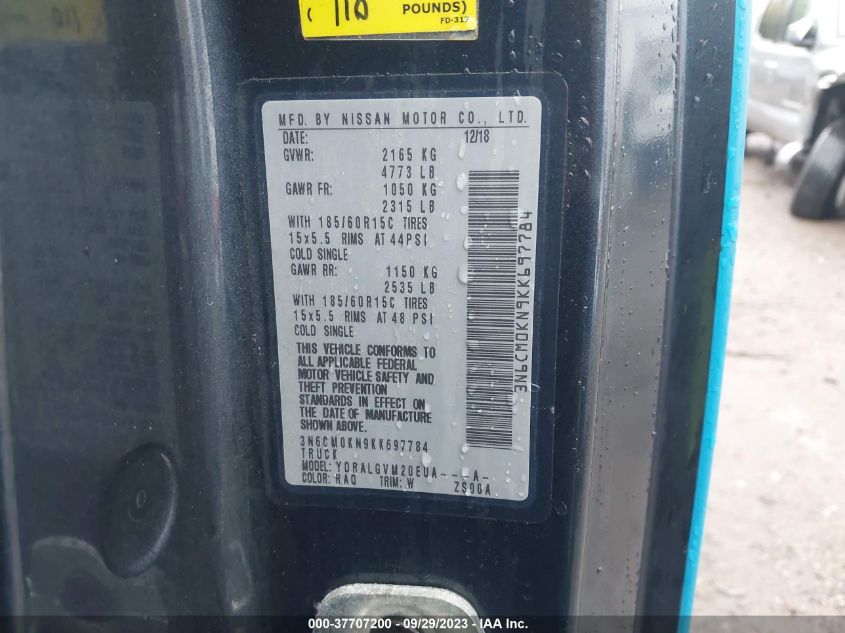 ( 110 POUNDS)
FD-317
MFD. BY NISSAN MOTOR CO., LTD.
DATE: 12/18
GVWR: 2165 KG
4773 LB
GAWR FR: 1050 KG
2315 LB
WITH 185/60R15C TIRES
15x5.5 RIMS AT 44PSI
COLD SINGLE
GAWR RR: 1150 KG
2535 LB
WITH 185/60R15C TIRES
15x5.5 RIMS AT 48 PSI
COLD SINGLE
THIS VEHICLE CONFORMS TO
ALL APPLICABLE FEDERAL
MOTOR VEHICLE SAFETY AND
THEFT PREVENTION
STANDARDS IN EFFECT ON
THE DATE OF MANUFACTURE
SHOWN ABOVE.
3N6CM0KN9KK697784
TRUCK
MODEL: YDRALGVM20EUA----A-
COLOR: RAQ TRIM: W ZS00A
3N6CM0KN9KK697784
000-37707200 - 09/29/2023 - IAAI.com